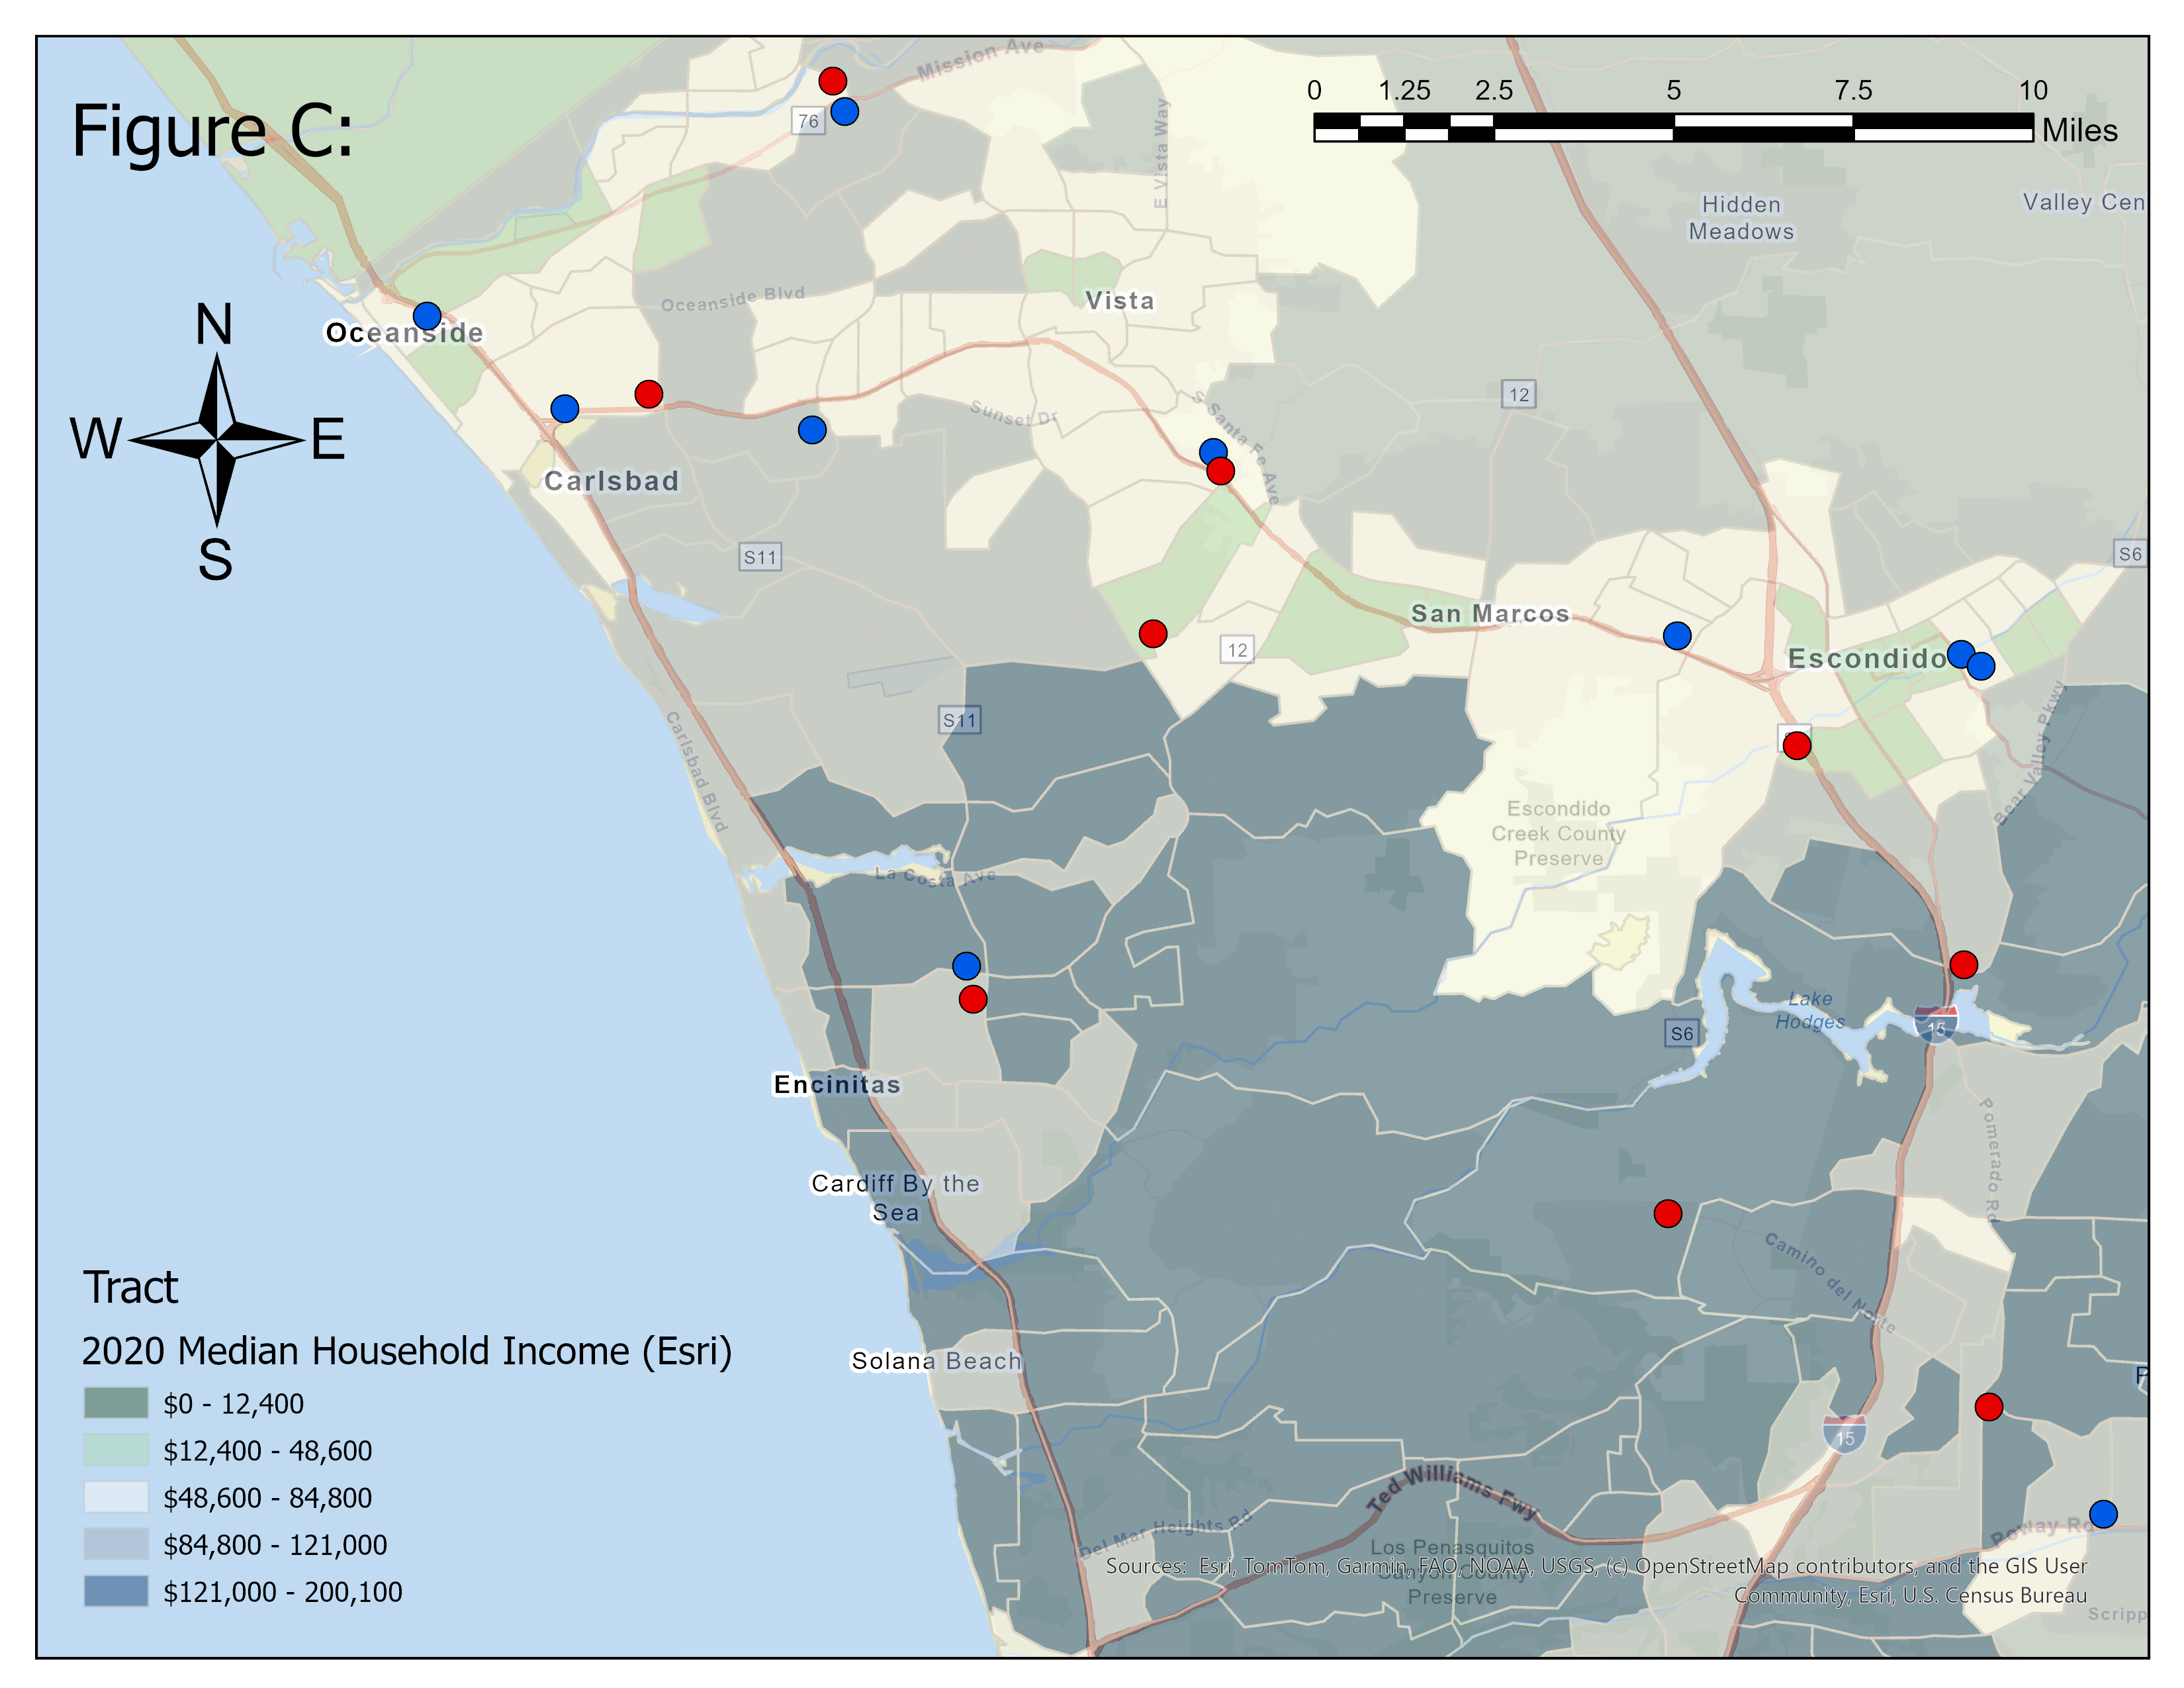 Figure C:
0 1.25 2.5 5 7.5 10
Miles
Mission Ave
76
E Vista Way
Hidden
Meadows
Valley Cen
N
W E
S
Oceanside
Oceanside Blvd
Vista
12
Sunset Dr
S Santa Fe Ave
Carlsbad
S11
S6
San Marcos
12
Escondido
S11
Carlsbad Blvd
Bear Valley Pkwy
Escondido
Creek County
Preserve
La Costa Ave
Lake
Hodges
S6
15
Encinitas
Pomerado Rd
Cardiff By the
Sea
Camino del Norte
Solana Beach
P
15
Ted Williams Fwy
Del Mar Heights Rd
Poway Rd
Los Penasquitos
Canyon County
Preserve
Scripp
Tract
2020 Median Household Income (Esri)
$0 - 12,400
$12,400 - 48,600
$48,600 - 84,800
$84,800 - 121,000
$121,000 - 200,100
Sources: Esri, TomTom, Garmin, FAO, NOAA, USGS, (c) OpenStreetMap contributors, and the GIS User
Community, Esri, U.S. Census Bureau